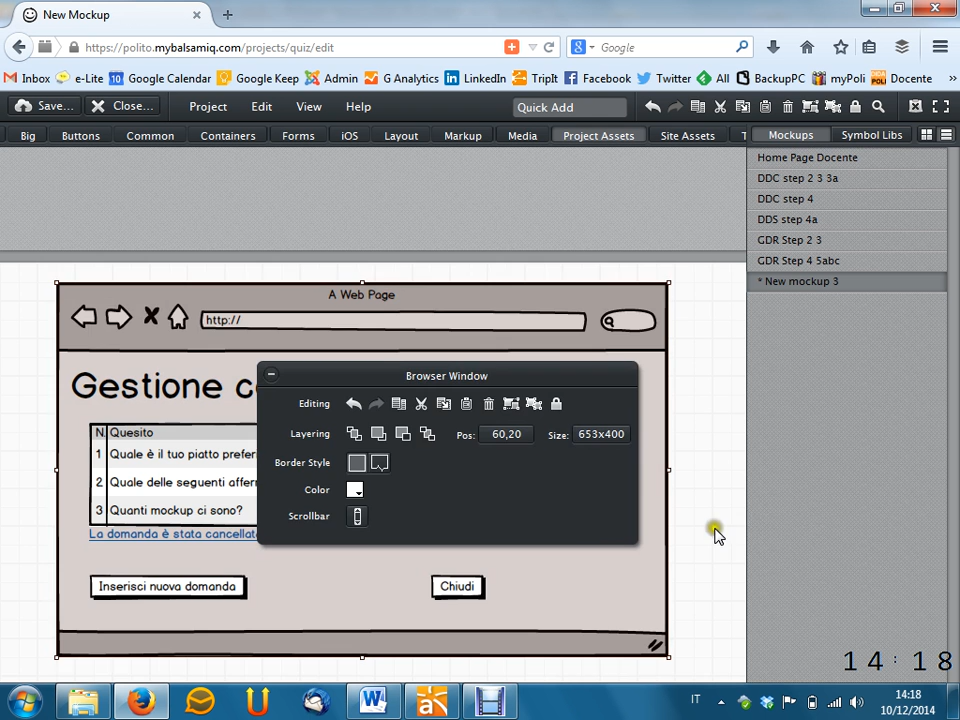 New Mockup
https://polito.mybalsamiq.com/projects/quiz/edit
Google
Inbox e-Lite Google Calendar Google Keep Admin G Analytics LinkedIn TripIt Facebook Twitter All BackupPC myPoli Docente »
Save... Close... Project Edit View Help Quick Add
Big Buttons Common Containers Forms iOS Layout Markup Media Project Assets Site Assets T Mockups Symbol Libs
Home Page Docente
DDC step 2 3 3a
DDC step 4
DDS step 4a
GDR Step 2 3
GDR Step 4 5abc
* New mockup 3
A Web Page
http://
Gestione c
N. Quesito
1 Quale è il tuo piatto prefer
2 Quale delle seguenti afferr
3 Quanti mockup ci sono?
La domanda è stata cancellat
Inserisci nuova domanda Chiudi
Browser Window
Editing
Layering Pos: 60,20 Size: 653x400
Border Style
Color
Scrollbar
14:18
IT
14:18
10/12/2014